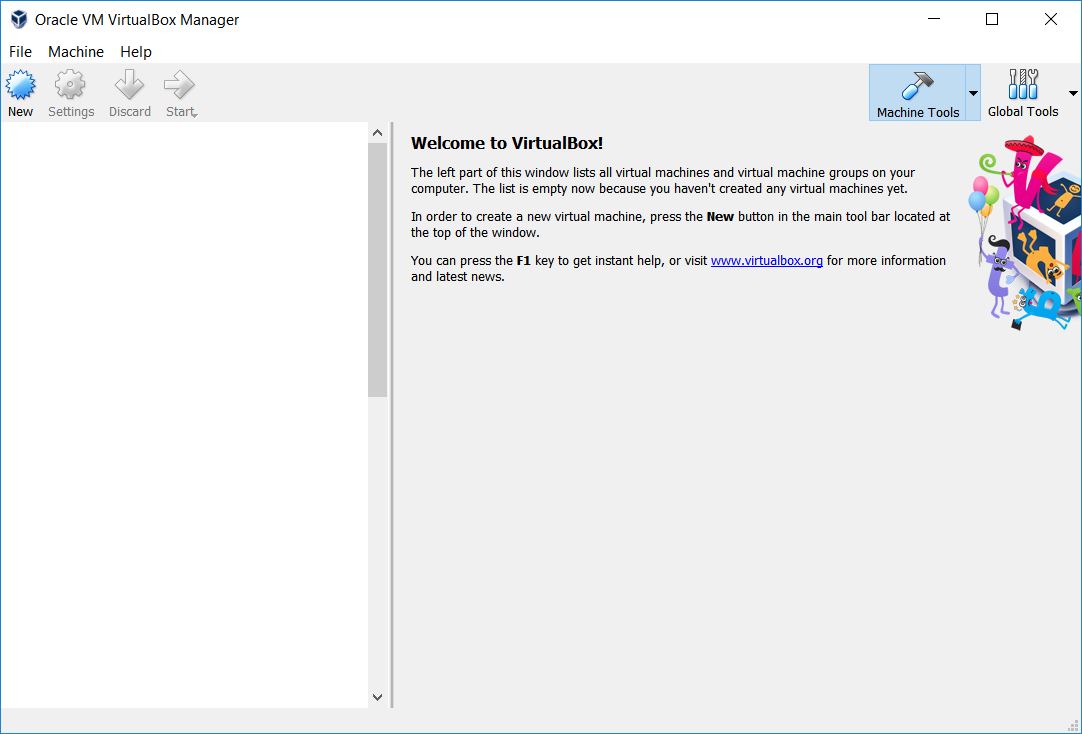 Oracle VM VirtualBox Manager
File Machine Help
New Settings Discard Start
Machine Tools Global Tools
Welcome to VirtualBox!
The left part of this window lists all virtual machines and virtual machine groups on your
computer. The list is empty now because you haven't created any virtual machines yet.
In order to create a new virtual machine, press the New button in the main tool bar located at
the top of the window.
You can press the F1 key to get instant help, or visit www.virtualbox.org for more information
and latest news.